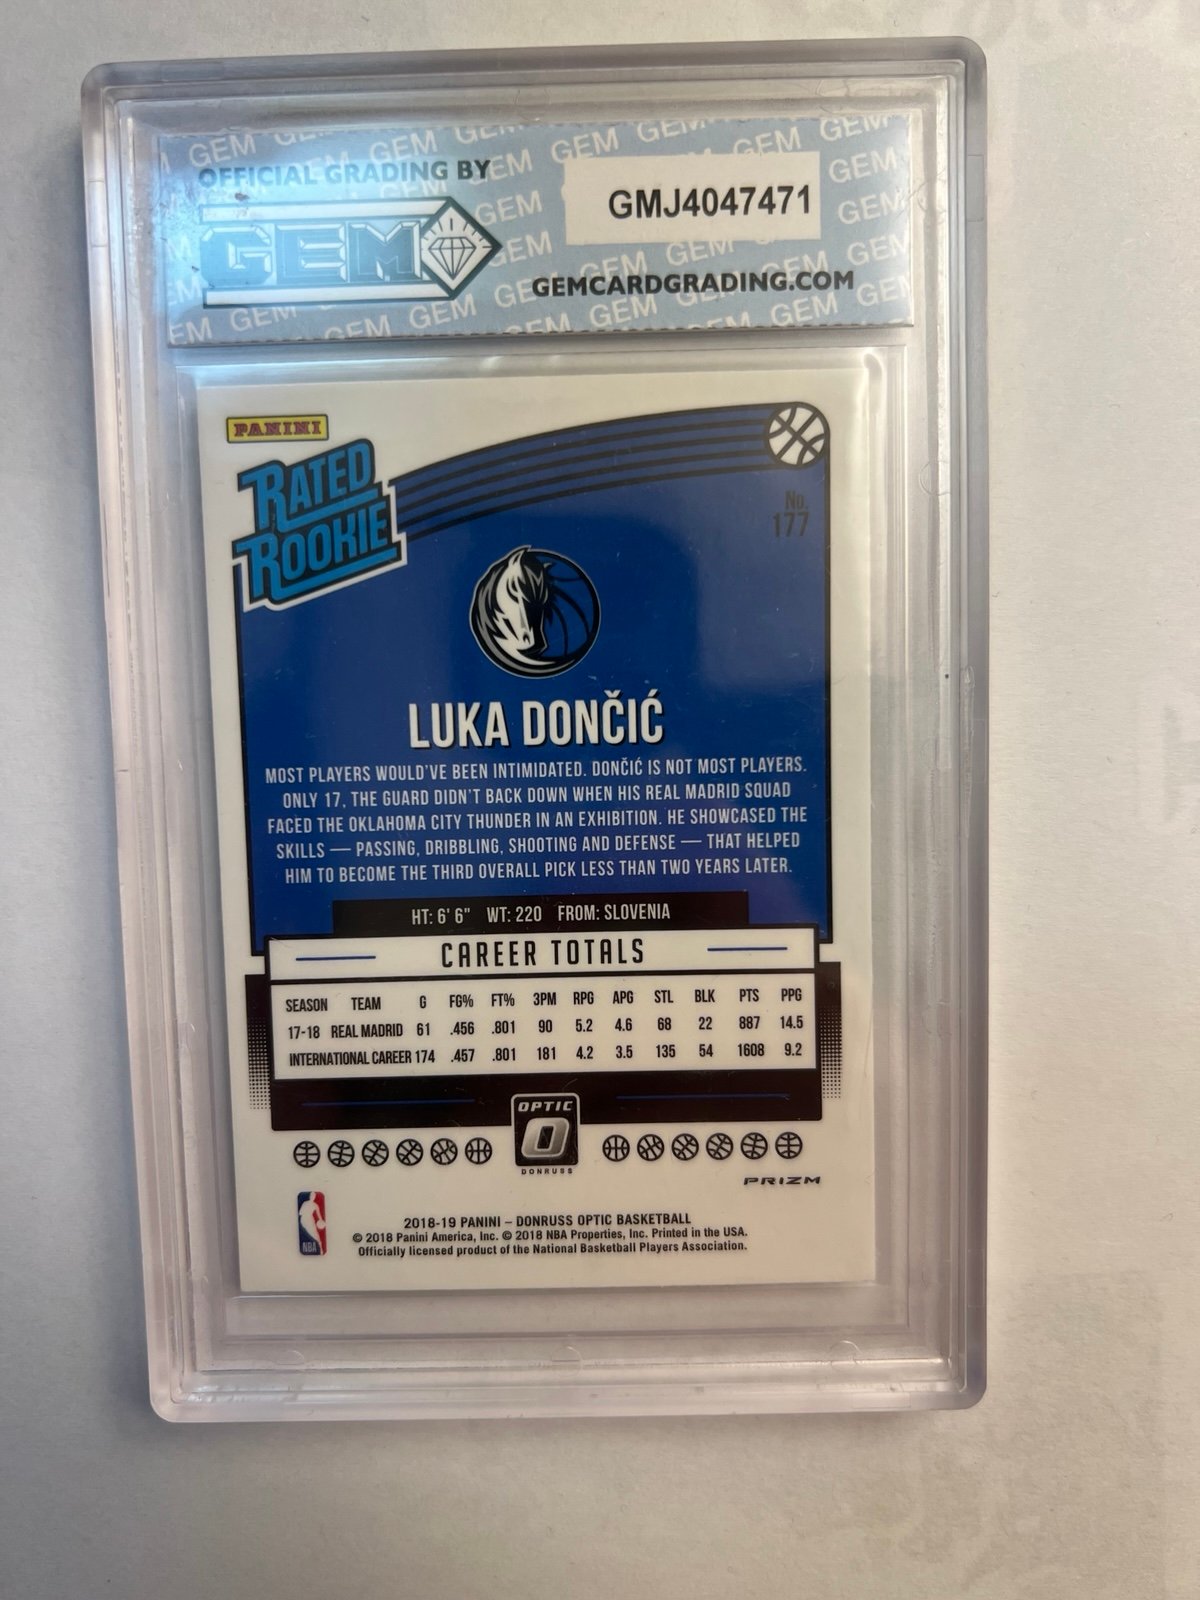 OFFICIAL GRADING BY
GEM
GMJ4047471
GEMCARDGRADING.COM
PANINI
RATED
ROOKIE
No.
177
LUKA DONČIĆ
MOST PLAYERS WOULD'VE BEEN INTIMIDATED. DONČIĆ IS NOT MOST PLAYERS.
ONLY 17, THE GUARD DIDN'T BACK DOWN WHEN HIS REAL MADRID SQUAD
FACED THE OKLAHOMA CITY THUNDER IN AN EXHIBITION. HE SHOWCASED THE
SKILLS — PASSING, DRIBBLING, SHOOTING AND DEFENSE — THAT HELPED
HIM TO BECOME THE THIRD OVERALL PICK LESS THAN TWO YEARS LATER.
HT: 6' 6" WT: 220 FROM: SLOVENIA
CAREER TOTALS
SEASON TEAM G FG% FT% 3PM RPG APG STL BLK PTS PPG
17-18 REAL MADRID 61 .456 .801 90 5.2 4.6 68 22 887 14.5
INTERNATIONAL CAREER 174 .457 .801 181 4.2 3.5 135 54 1608 9.2
OPTIC
O
DONRUSS
PRIZM
NBA
2018-19 PANINI – DONRUSS OPTIC BASKETBALL
© 2018 Panini America, Inc. © 2018 NBA Properties, Inc. Printed in the USA.
Officially licensed product of the National Basketball Players Association.